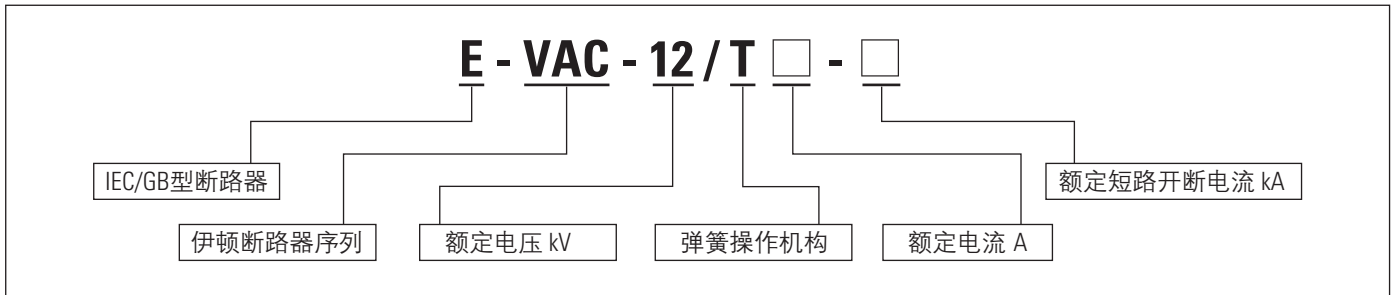 E - VAC - 12 / T □ - □
IEC/GB型断路器
额定短路开断电流 kA
伊顿断路器序列
额定电压 kV
弹簧操作机构
额定电流 A